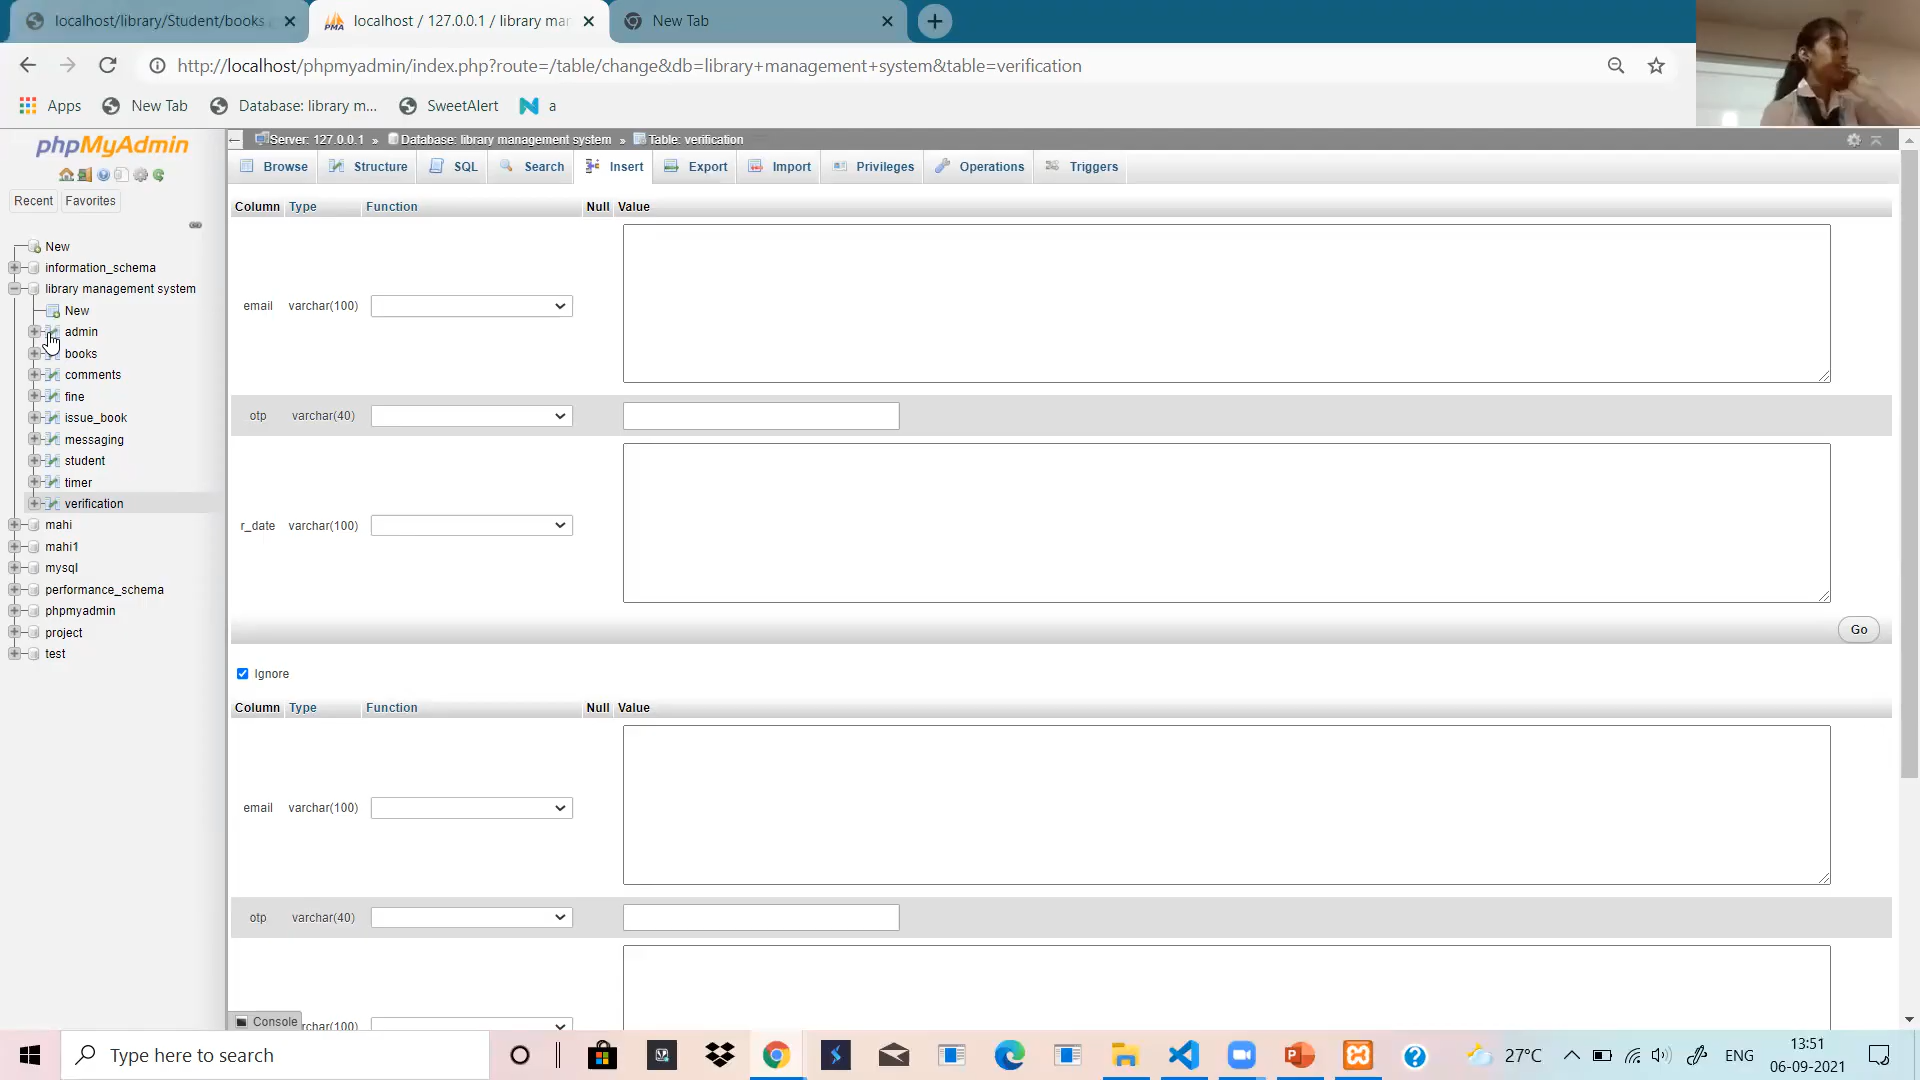 localhost/library/Student/books
localhost / 127.0.0.1 / library mar
New Tab
http://localhost/phpmyadmin/index.php?route=/table/change&db=library+management+system&table=verification
Apps
New Tab
Database: library m...
SweetAlert
a
phpMyAdmin
Server: 127.0.0.1 » Database: library management system » Table: verification
Browse
Structure
SQL
Search
Insert
Export
Import
Privileges
Operations
Triggers
Recent
Favorites
New
information_schema
library management system
New
admin
books
comments
fine
issue_book
messaging
student
timer
verification
mahi
mahi1
mysql
performance_schema
phpmyadmin
project
test
Column Type Function Null Value
email varchar(100)
otp varchar(40)
r_date varchar(100)
Go
Ignore
Column Type Function Null Value
email varchar(100)
otp varchar(40)
rchar(100)
Console
Type here to search
27°C
ENG
13:51
06-09-2021